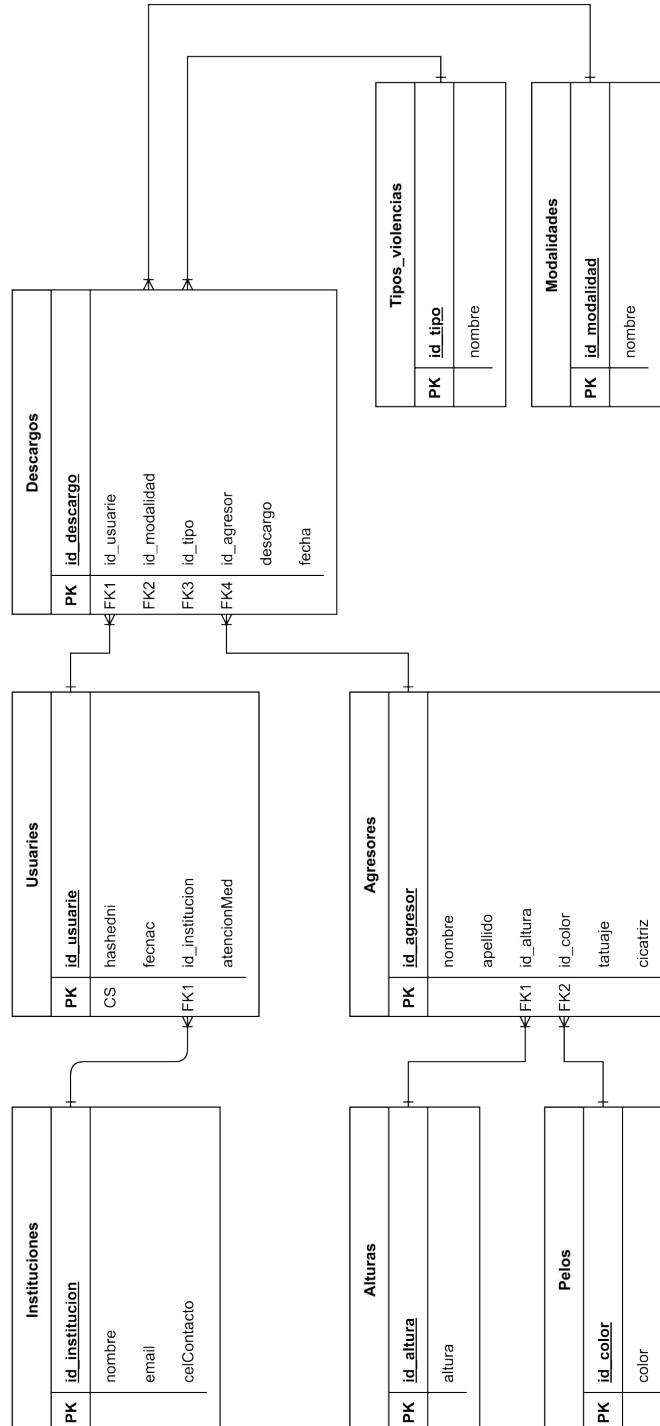 Instituciones
PK id_institucion
nombre
email
celContacto
Usuaries
PK id_usuarie
CS hashedni
fecnac
FK1 id_institucion
atencionMed
Descargos
PK id_descargo
FK1 id_usuarie
FK2 id_modalidad
FK3 id_tipo
FK4 id_agresor
descargo
fecha
Alturas
PK id_altura
altura
Pelos
PK id_color
color
Agresores
PK id_agresor
nombre
apellido
FK1 id_altura
FK2 id_color
tatuaje
cicatriz
Tipos_violencias
PK id_tipo
nombre
Modalidades
PK id_modalidad
nombre